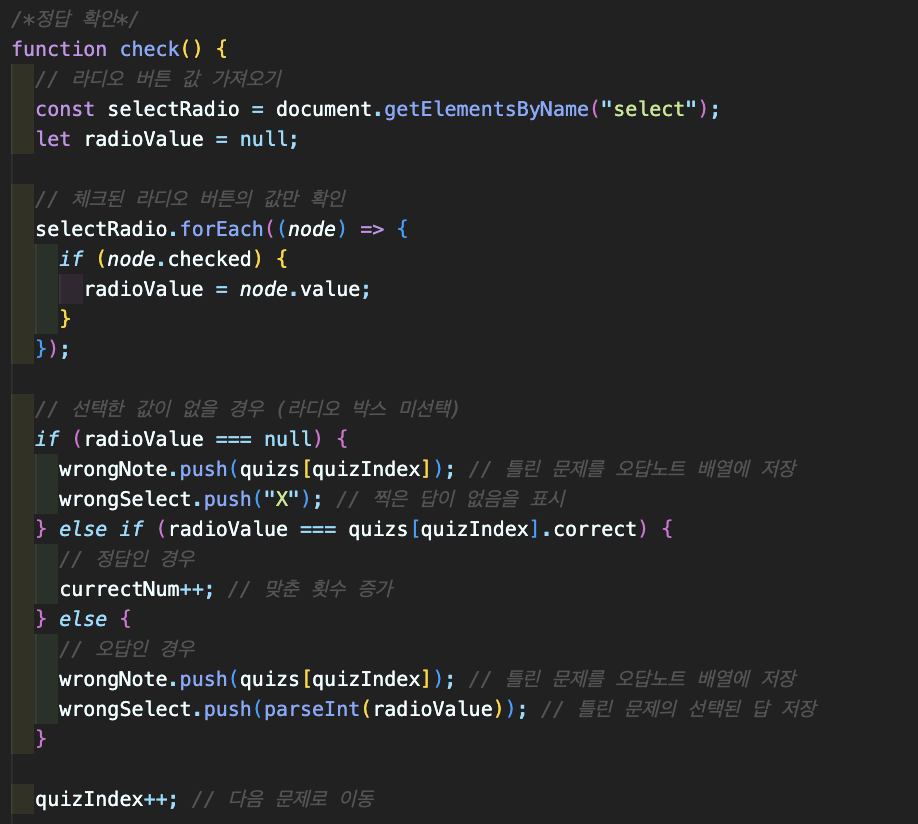 /*정답 확인*/
function check() {
// 라디오 버튼 값 가져오기
const selectRadio = document.getElementsByName("select");
let radioValue = null;
// 체크된 라디오 버튼의 값만 확인
selectRadio.forEach((node) => {
if (node.checked) {
radioValue = node.value;
}
});
// 선택한 값이 없을 경우 (라디오 박스 미선택)
if (radioValue === null) {
wrongNote.push(quizs[quizIndex]); // 틀린 문제를 오답노트 배열에 저장
wrongSelect.push("X"); // 찍은 답이 없음을 표시
} else if (radioValue === quizs[quizIndex].correct) {
// 정답인 경우
currectNum++; // 맞춘 횟수 증가
} else {
// 오답인 경우
wrongNote.push(quizs[quizIndex]); // 틀린 문제를 오답노트 배열에 저장
wrongSelect.push(parseInt(radioValue)); // 틀린 문제의 선택된 답 저장
}
quizIndex++; // 다음 문제로 이동